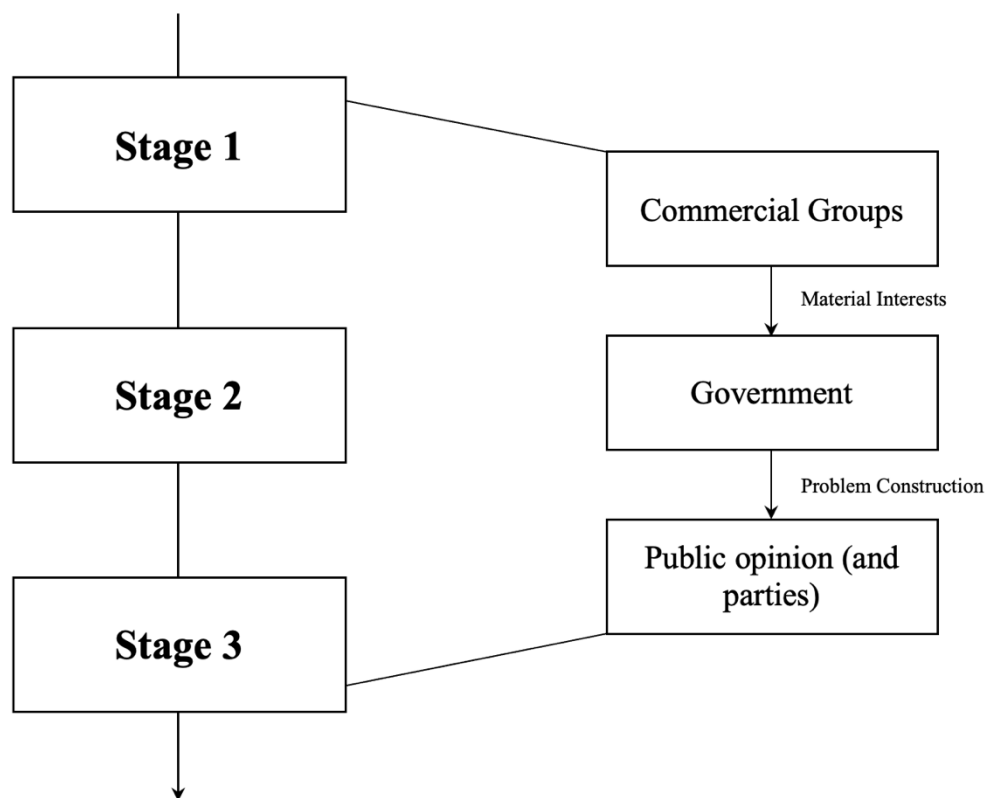 Stage 1
Commercial Groups
Material Interests
Stage 2
Government
Problem Construction
Public opinion (and
parties)
Stage 3